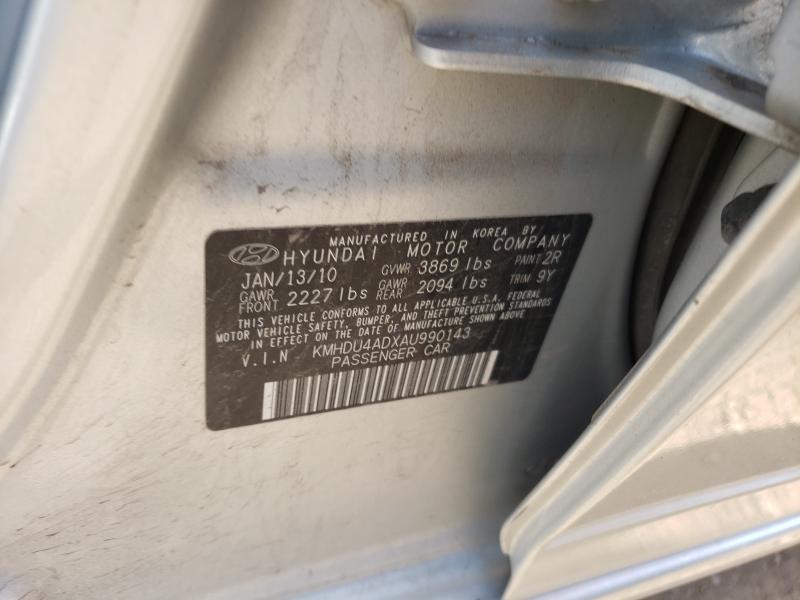 MANUFACTURED IN KOREA BY
HYUNDAI MOTOR COMPANY
JAN/13/10 GVWR 3869 lbs PAINT 2R
GAWR FRONT 2227 lbs GAWR REAR 2094 lbs TRIM 9Y
THIS VEHICLE CONFORMS TO ALL APPLICABLE U.S.A. FEDERAL
MOTOR VEHICLE SAFETY, BUMPER, AND THEFT PREVENTION STANDARDS
IN EFFECT ON THE DATE OF MANUFACTURE SHOWN ABOVE.
V.I.N KMHDU4ADXAU990143
PASSENGER CAR